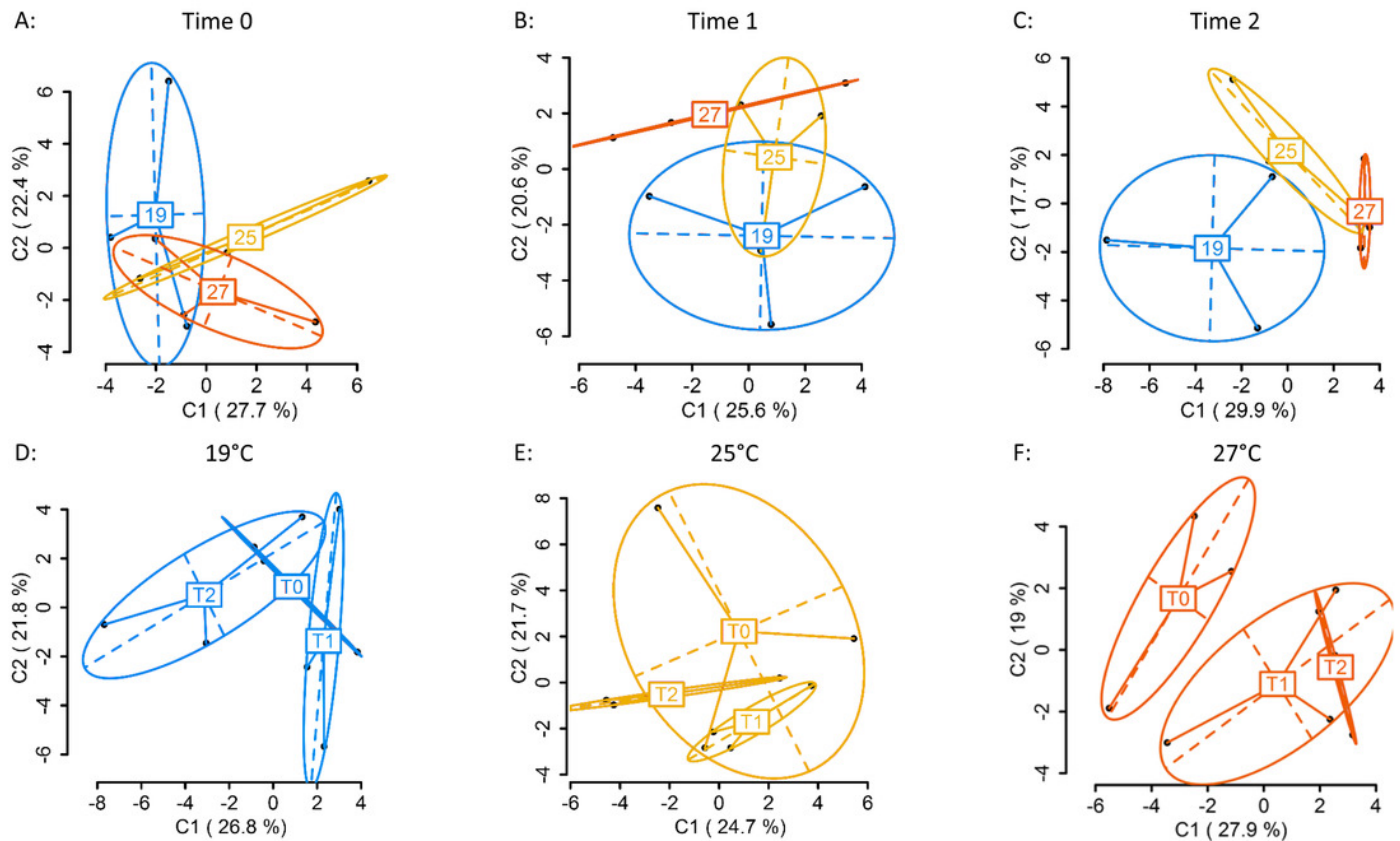 A: Time 0
6
4
2
0
-2
-4
C2 ( 22.4 %)
19
25
27
-4 -2 0 2 4 6
C1 ( 27.7 %)
B: Time 1
4
2
0
-2
-4
-6
C2 ( 20.6 %)
27
25
19
-6 -4 -2 0 2 4
C1 ( 25.6 %)
C: Time 2
6
4
2
0
-2
-4
-6
C2 ( 17.7 %)
25
27
19
-8 -6 -4 -2 0 2 4
C1 ( 29.9 %)
D: 19°C
4
2
0
-2
-4
-6
C2 ( 21.8 %)
T2
T0
T1
-8 -6 -4 -2 0 2 4
C1 ( 26.8 %)
E: 25°C
8
6
4
2
0
-2
-4
C2 ( 21.7 %)
T0
T2
T1
-6 -4 -2 0 2 4 6
C1 ( 24.7 %)
F: 27°C
4
2
0
-2
-4
C2 ( 19 %)
T0
T2
T1
-6 -4 -2 0 2 4
C1 ( 27.9 %)